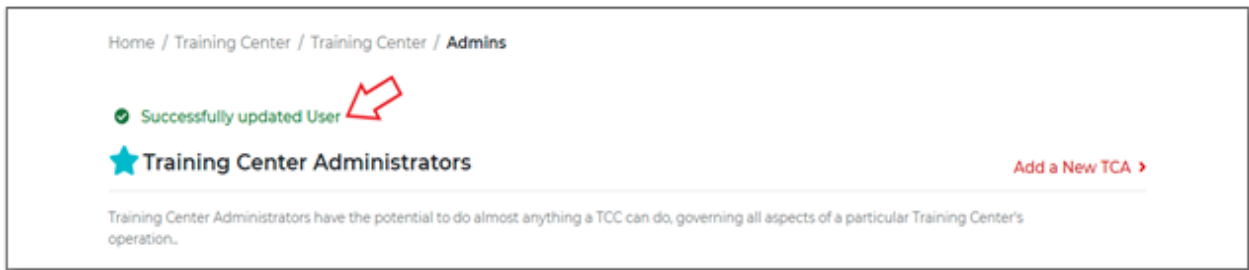 Home / Training Center / Training Center / Admins
Successfully updated User
Training Center Administrators
Add a New TCA >
Training Center Administrators have the potential to do almost anything a TCC can do, governing all aspects of a particular Training Center's
operation..